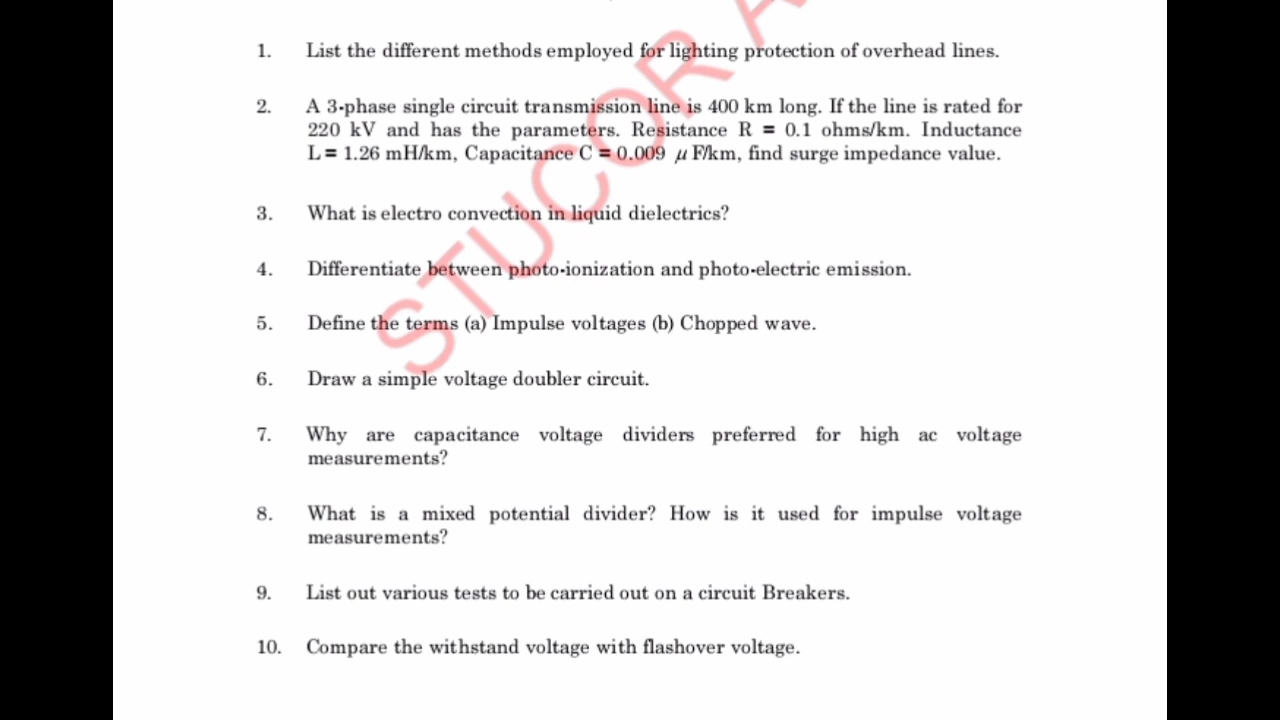 1. List the different methods employed for lighting protection of overhead lines.
2. A 3-phase single circuit transmission line is 400 km long. If the line is rated for
220 kV and has the parameters. Resistance R = 0.1 ohms/km. Inductance
L = 1.26 mH/km, Capacitance C = 0.009 μ F/km, find surge impedance value.
3. What is electro convection in liquid dielectrics?
4. Differentiate between photo-ionization and photo-electric emission.
5. Define the terms (a) Impulse voltages (b) Chopped wave.
6. Draw a simple voltage doubler circuit.
7. Why are capacitance voltage dividers preferred for high ac voltage
measurements?
8. What is a mixed potential divider? How is it used for impulse voltage
measurements?
9. List out various tests to be carried out on a circuit Breakers.
10. Compare the withstand voltage with flashover voltage.
STUCOR A